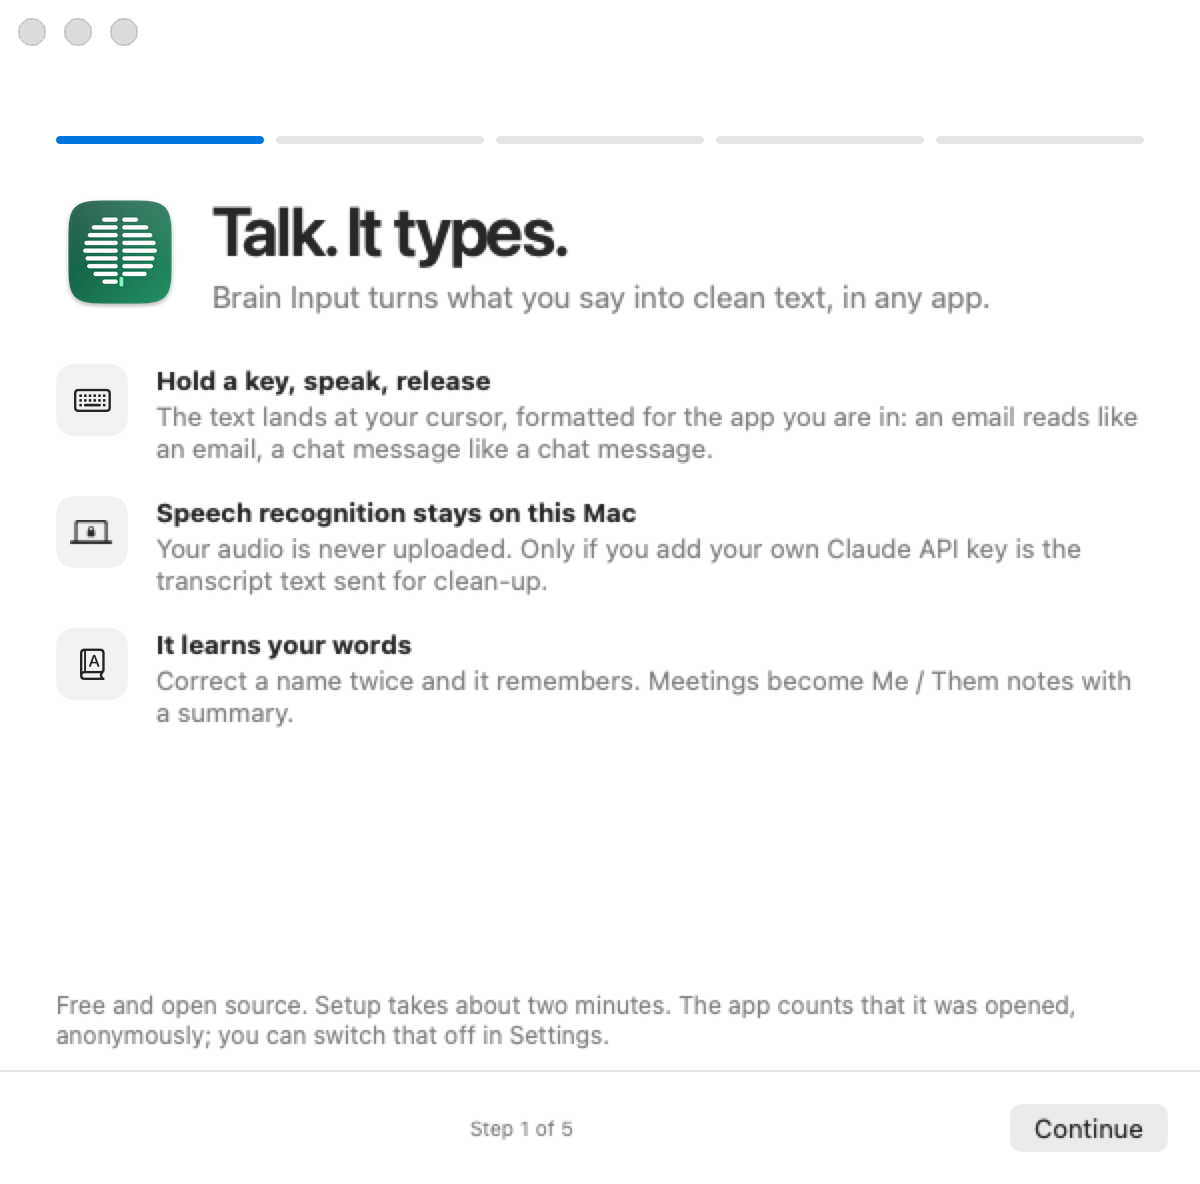 Talk. It types.
Brain Input turns what you say into clean text, in any app.
Hold a key, speak, release
The text lands at your cursor, formatted for the app you are in: an email reads like
an email, a chat message like a chat message.
Speech recognition stays on this Mac
Your audio is never uploaded. Only if you add your own Claude API key is the
transcript text sent for clean-up.
A
It learns your words
Correct a name twice and it remembers. Meetings become Me / Them notes with
a summary.
Free and open source. Setup takes about two minutes. The app counts that it was opened,
anonymously; you can switch that off in Settings.
Step 1 of 5
Continue